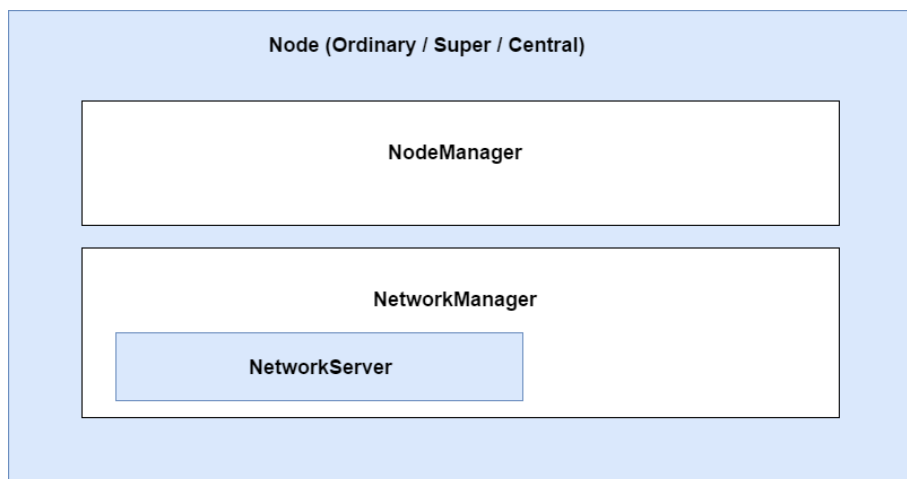 Node (Ordinary / Super / Central)
NodeManager
NetworkManager
NetworkServer